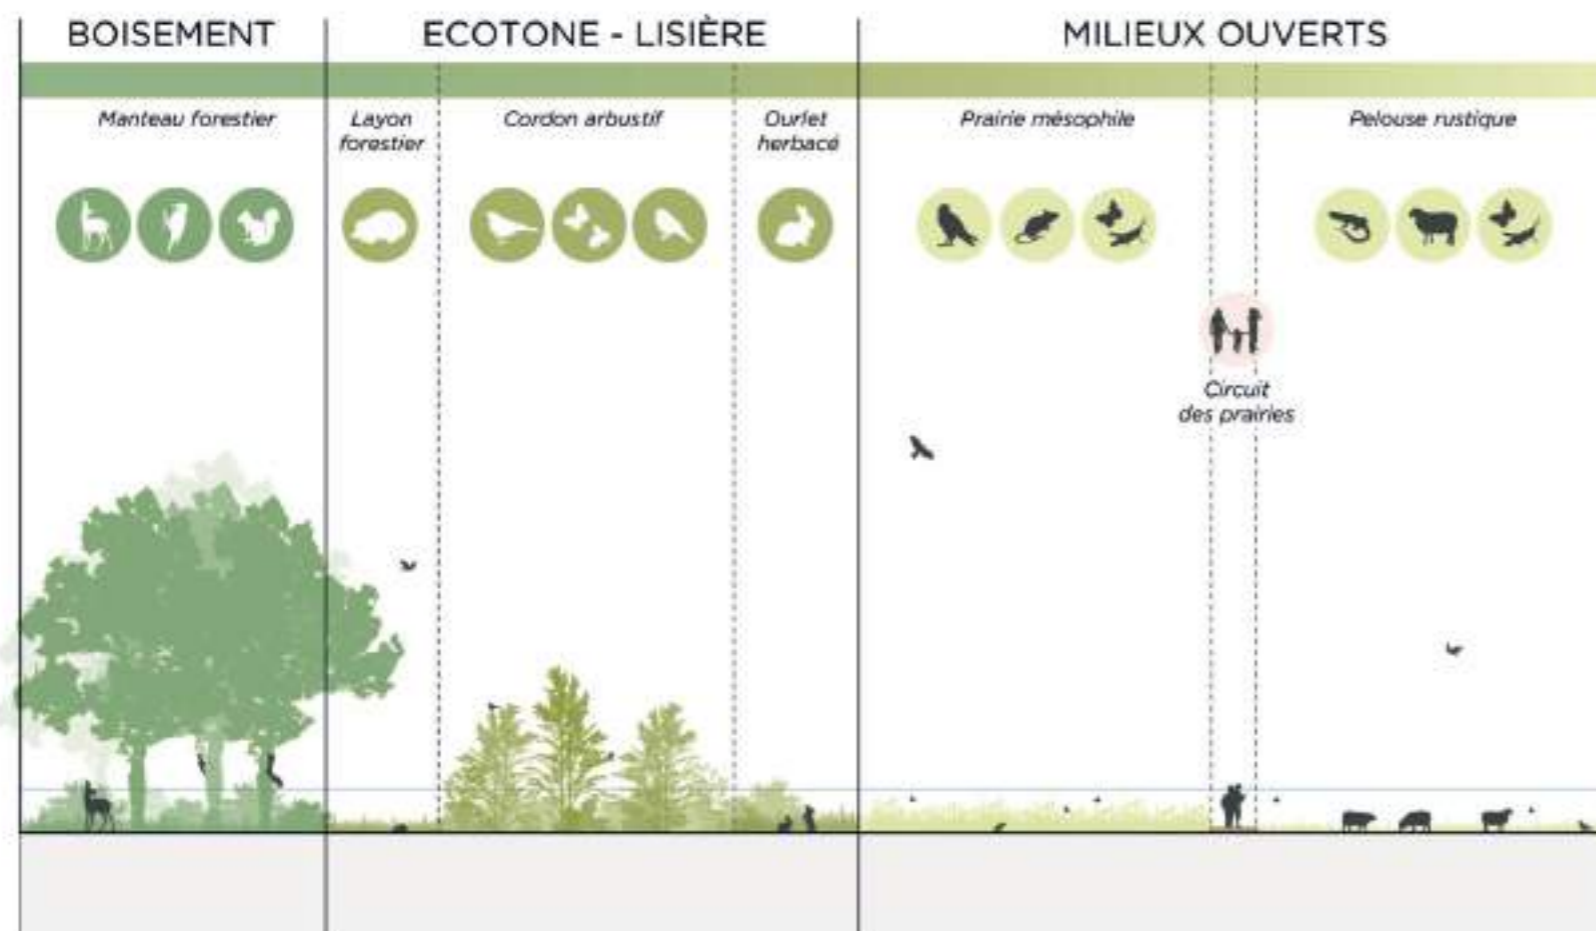 BOISEMENT
ECOTONE - LISIÈRE
MILIEUX OUVERTS
Manteau forestier
Layon
forestier
Cordon arbustif
Ourlet
herbacé
Prairie mésophile
Pelouse rustique
Circuit
des prairies